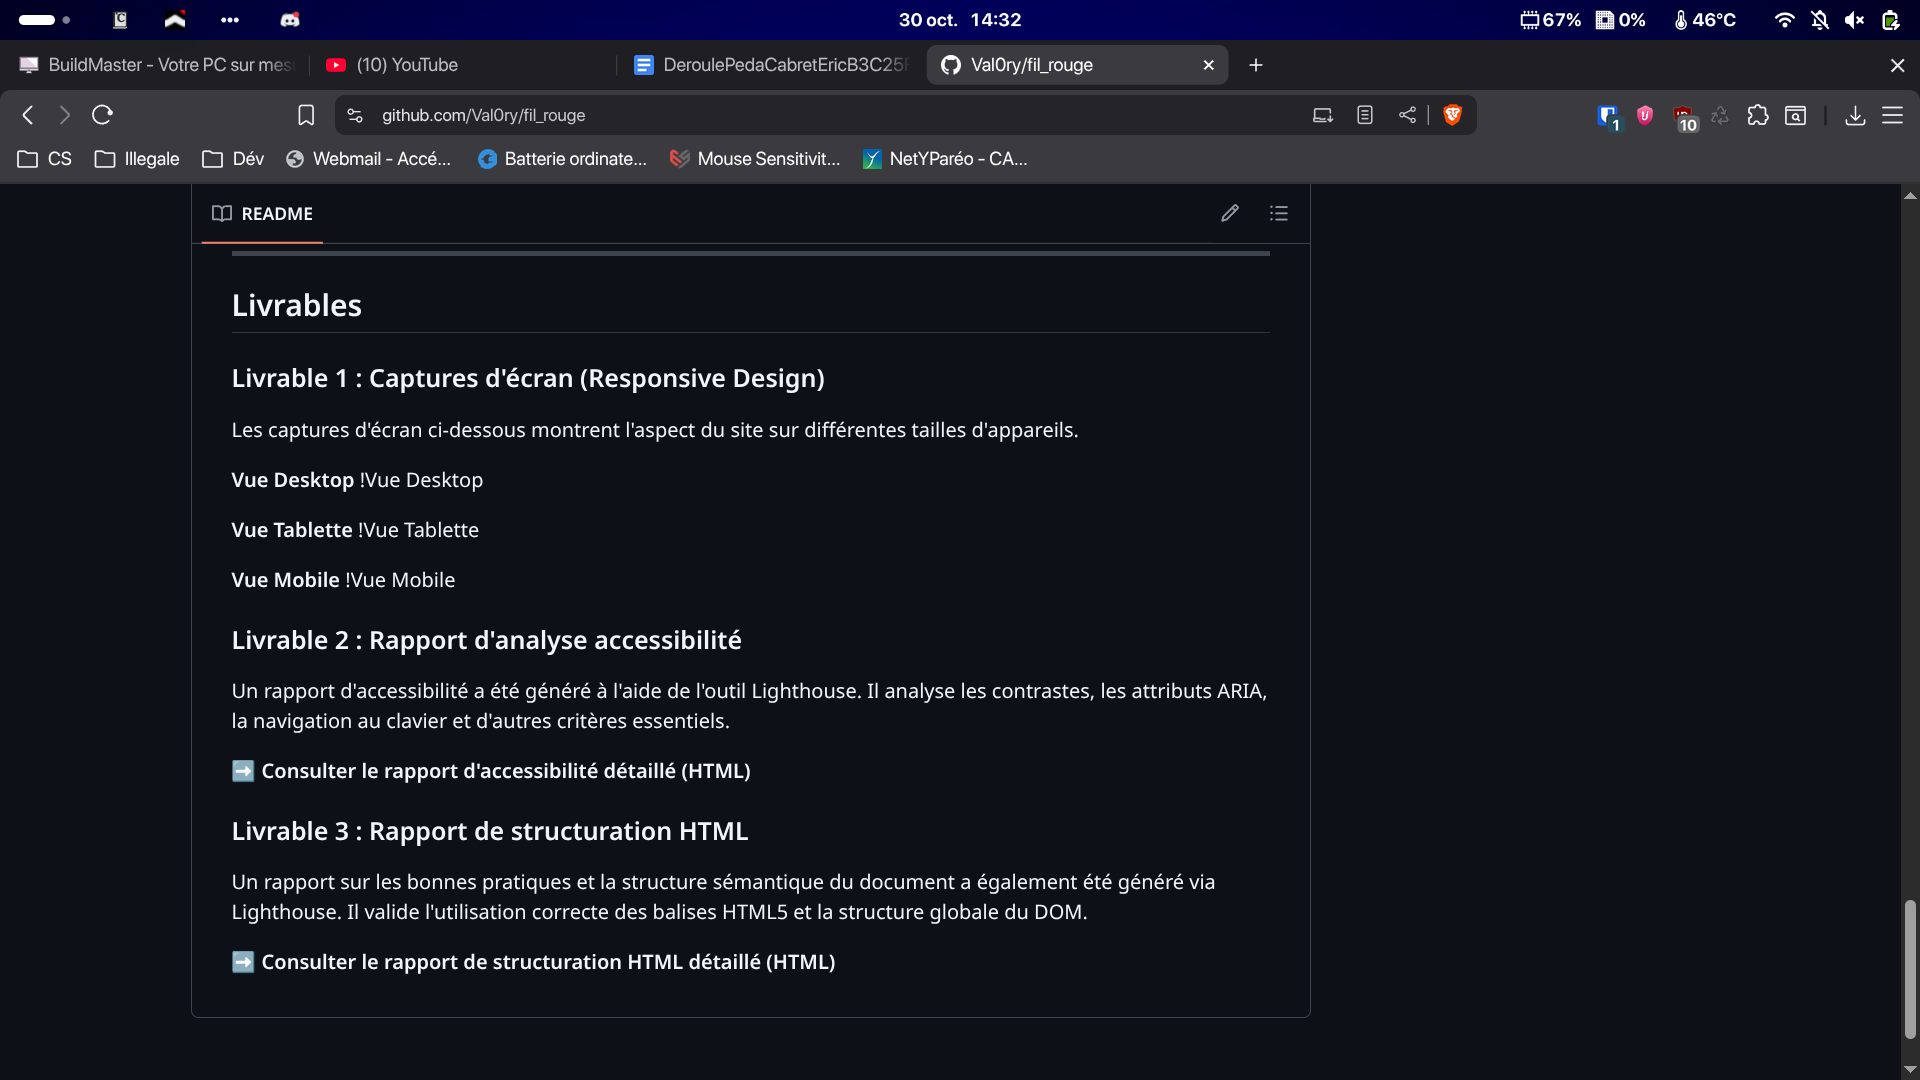 30 oct. 14:32
67% 0% 46°C
BuildMaster - Votre PC sur mes
(10) YouTube
DeroulePedaCabretEricB3C25F
Val0ry/fil_rouge
github.com/Val0ry/fil_rouge
1
10
CS
Illegale
Dév
Webmail - Accé...
Batterie ordinate...
Mouse Sensitivit...
NetYParéo - CA...
README
Livrables
Livrable 1 : Captures d'écran (Responsive Design)
Les captures d'écran ci-dessous montrent l'aspect du site sur différentes tailles d'appareils.
Vue Desktop !Vue Desktop
Vue Tablette !Vue Tablette
Vue Mobile !Vue Mobile
Livrable 2 : Rapport d'analyse accessibilité
Un rapport d'accessibilité a été généré à l'aide de l'outil Lighthouse. Il analyse les contrastes, les attributs ARIA,
la navigation au clavier et d'autres critères essentiels.
➡️ Consulter le rapport d'accessibilité détaillé (HTML)
Livrable 3 : Rapport de structuration HTML
Un rapport sur les bonnes pratiques et la structure sémantique du document a également été généré via
Lighthouse. Il valide l'utilisation correcte des balises HTML5 et la structure globale du DOM.
➡️ Consulter le rapport de structuration HTML détaillé (HTML)